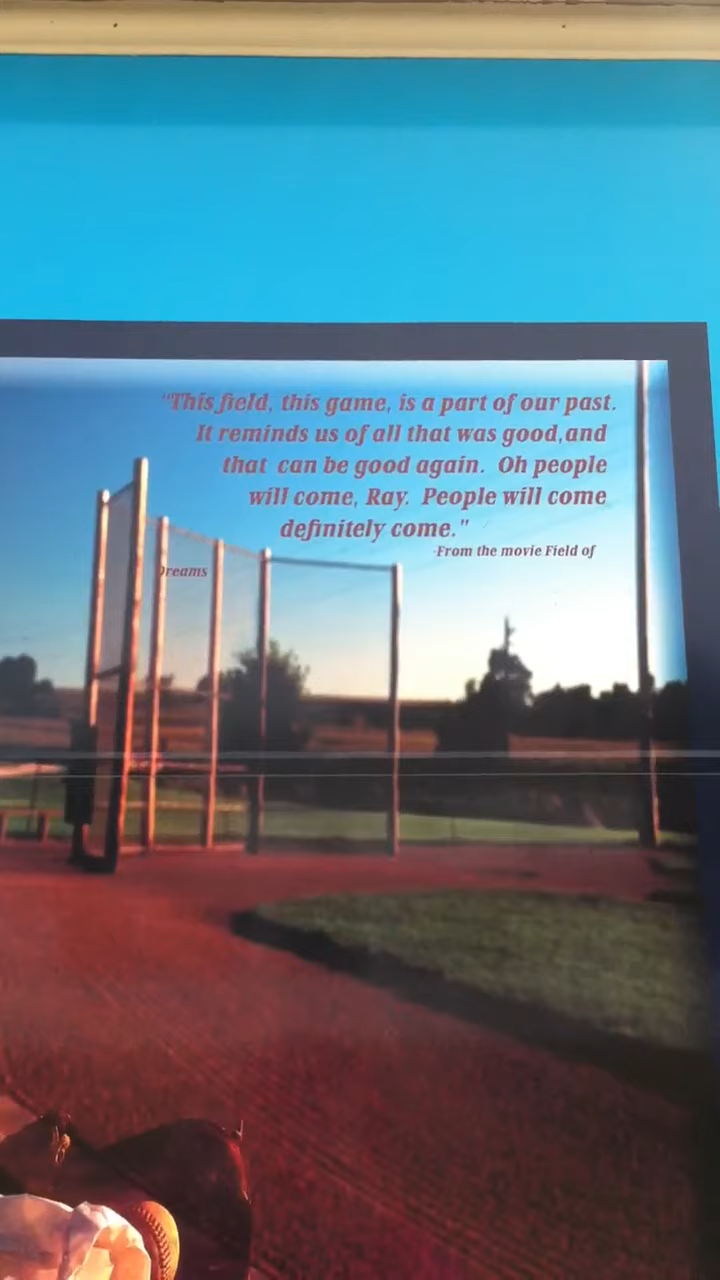 "This field, this game, is a part of our past.
It reminds us of all that was good,and
that can be good again. Oh people
will come, Ray. People will come
definitely come."
-From the movie Field of
Dreams